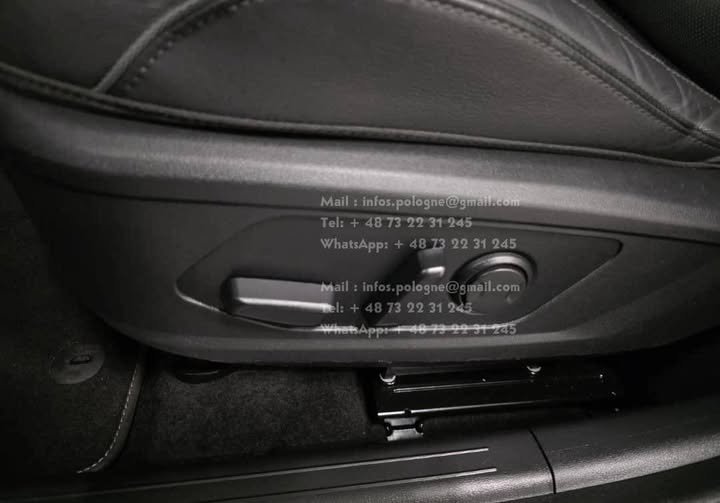 Mail : infos.pologne@gmail.com
Tel: + 48 73 22 31 245
WhatsApp: + 48 73 22 31 245
Mail : infos.pologne@gmail.com
Tel: + 48 73 22 31 245
WhatsApp: + 48 73 22 31 245